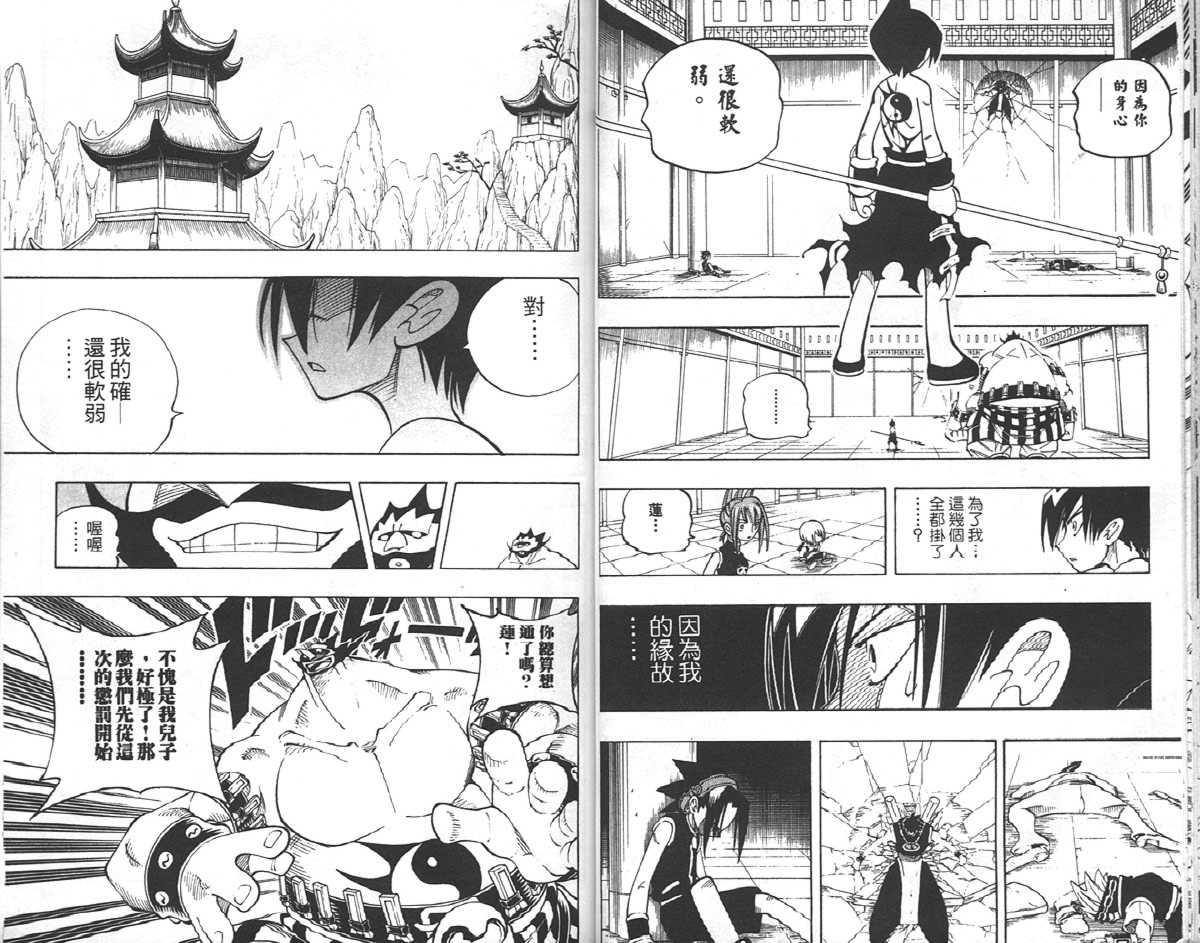 因為你
的身心
──
還很軟
弱。
………
為了我…
這幾個人
全都掛了
……?
蓮…
因為我
的緣故
……
對……
我的確─
還很軟弱
……
喔喔
……
你總算想
通了嗎?
蓮!
不愧是我兒子
,好極了!那
麼我們先從這
次的懲罰開始
………